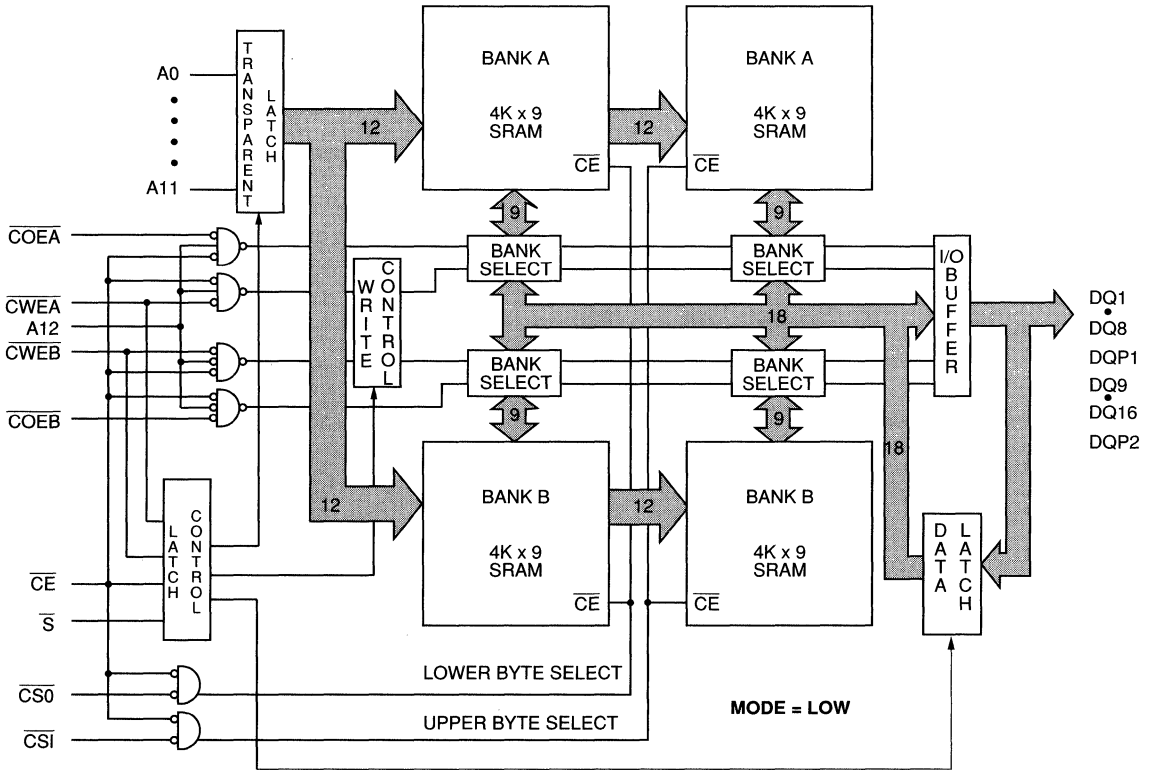 A0
A11
TRANSPARENT
LATCH
12
BANK A
4K x 9
SRAM
CE
12
BANK A
4K x 9
SRAM
CE
COEA
CWEA
A12
CWEB
COEB
WRITE
CONTROL
9
9
BANK
SELECT
BANK
SELECT
18
BANK
SELECT
BANK
SELECT
9
9
I/O
BUFFER
DQ1
DQ8
DQP1
DQ9
DQ16
DQP2
12
BANK B
4K x 9
SRAM
CE
12
BANK B
4K x 9
SRAM
CE
18
DATA
LATCH
LATCH
CONTROL
CE
S
CS0
CSI
LOWER BYTE SELECT
UPPER BYTE SELECT
MODE = LOW